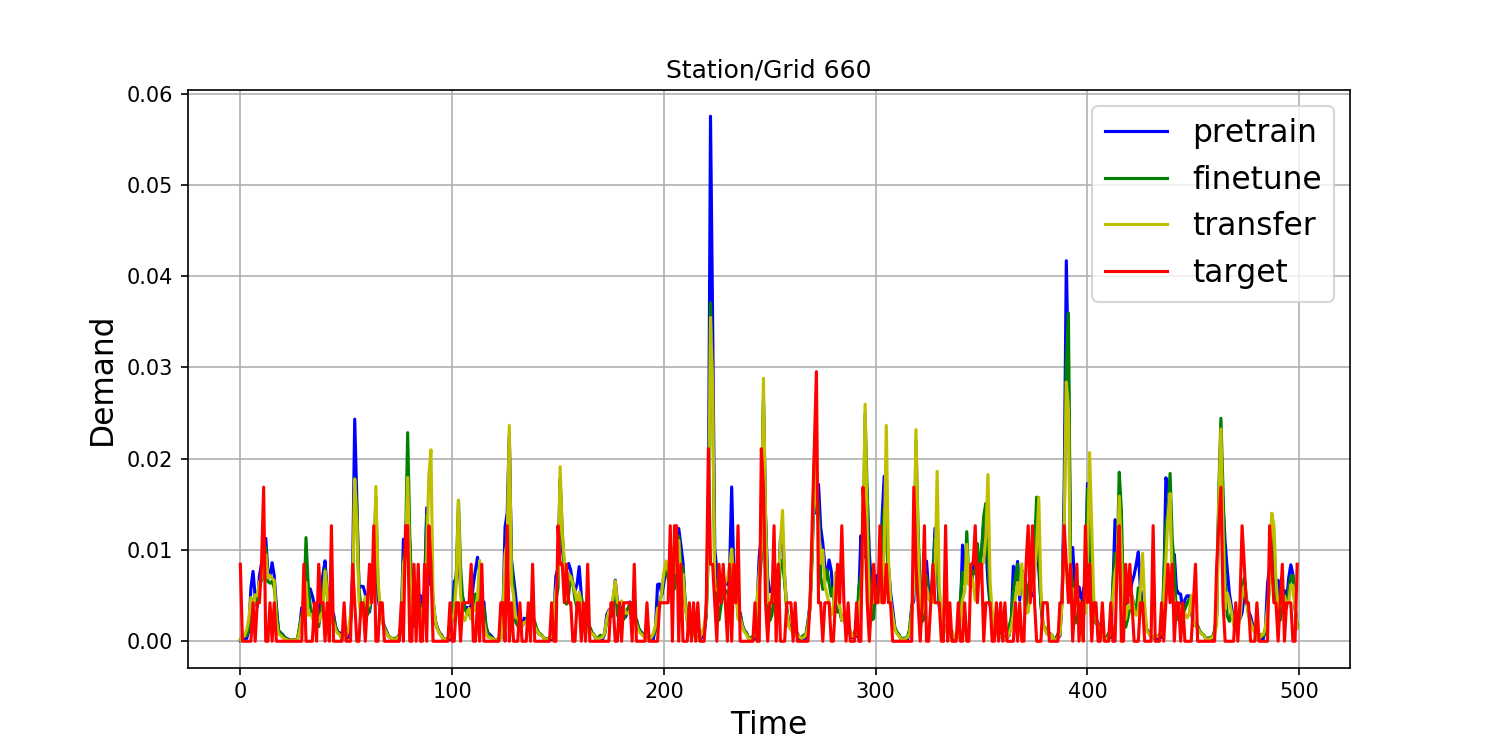 Station/Grid 660
0.06
0.05
0.04
0.03
0.02
0.01
0.00
Demand
pretrain
finetune
transfer
target
0 100 200 300 400 500
Time